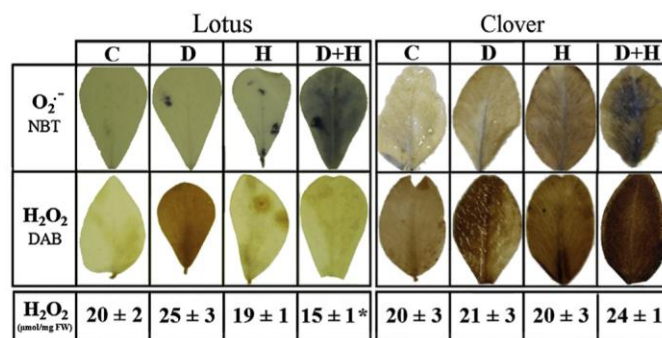 Lotus Clover
C D H D+H C D H D+H
O₂·⁻
NBT
H₂O₂
DAB
H₂O₂
(μmol/mg FW)
20 ± 2 25 ± 3 19 ± 1 15 ± 1* 20 ± 3 21 ± 3 20 ± 3 24 ± 1